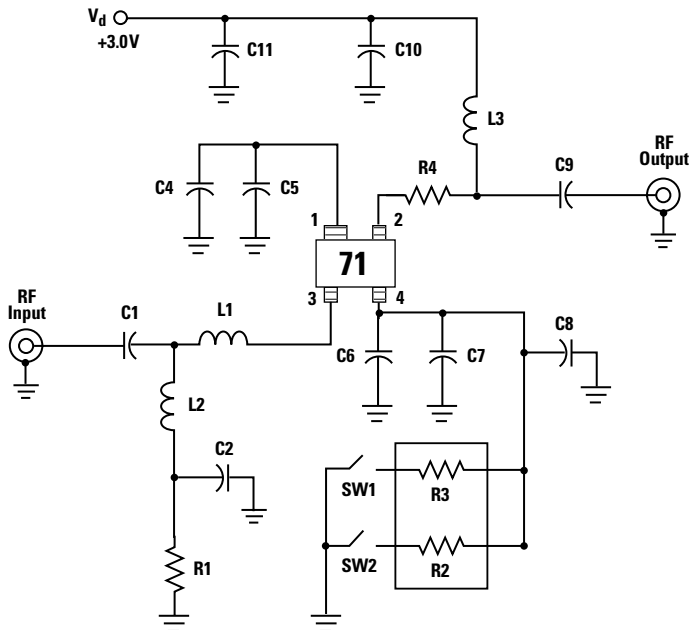 Vd
+3.0V
C11
C10
L3
RF
Output
C9
R4
C4
C5
1
2
71
3
4
RF
Input
C1
L1
L2
C6
C7
C8
C2
SW1
R3
R1
SW2
R2